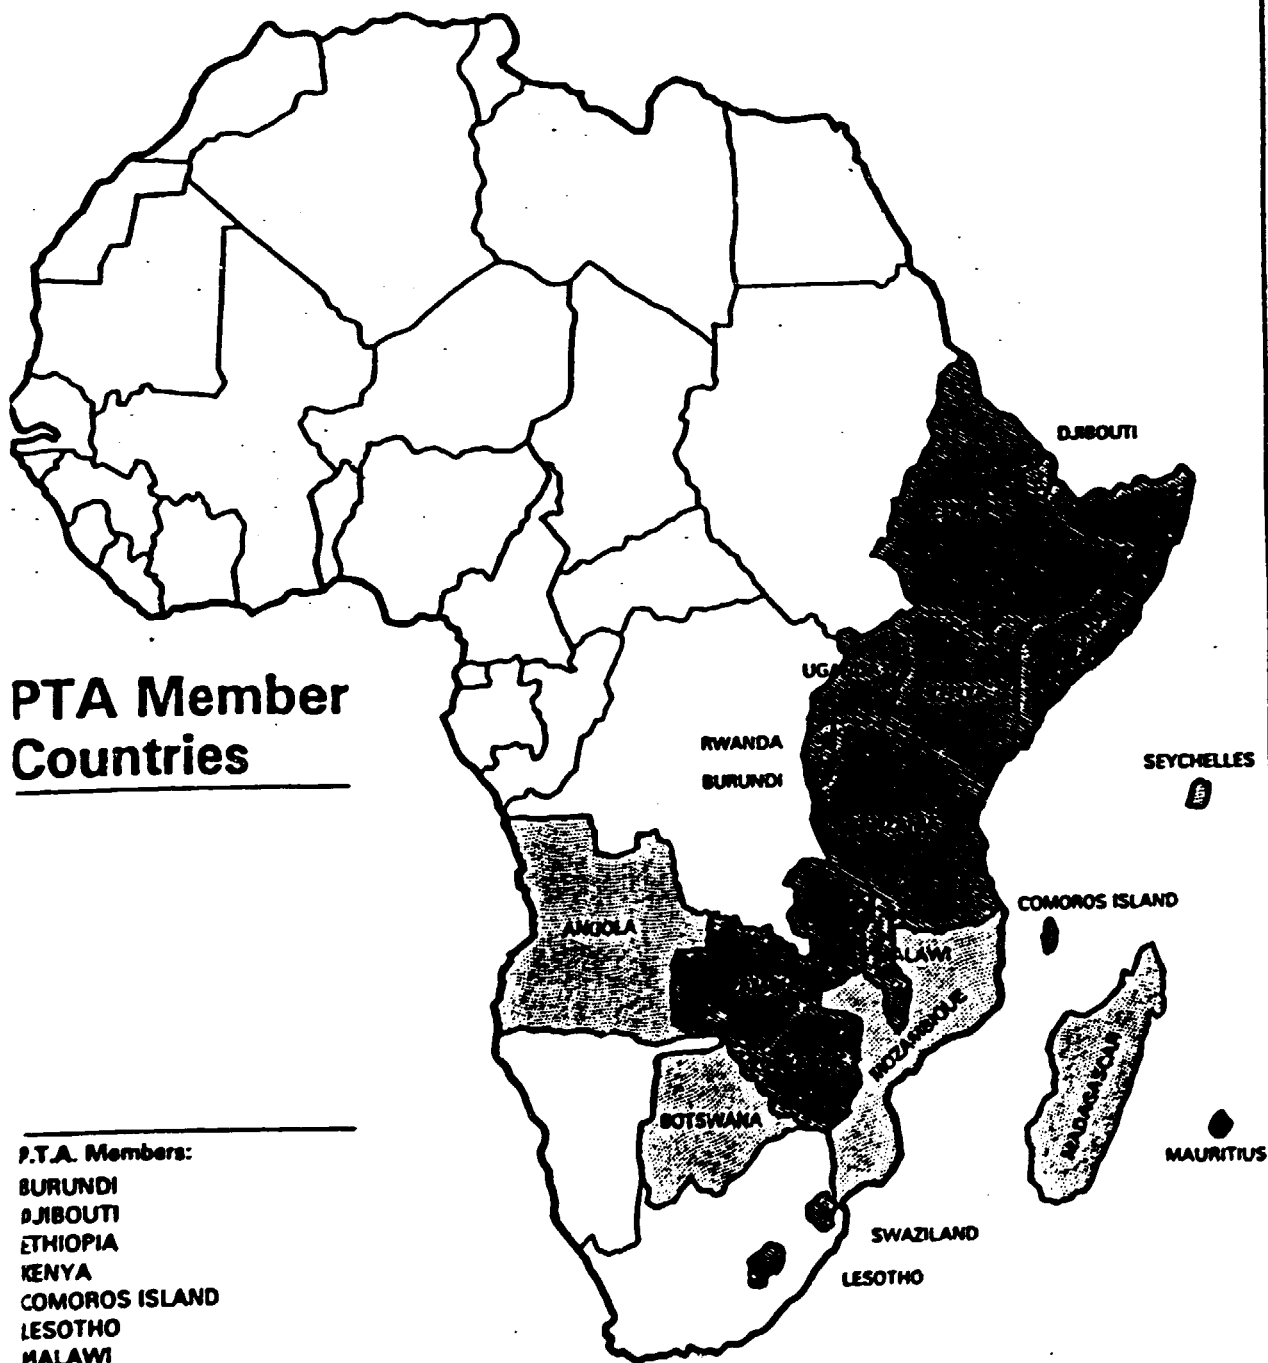 DJIBOUTI
UGA
PTA Member
Countries
RWANDA
BURUNDI
SEYCHELLES
COMOROS ISLAND
ANGOLA
ALAWI
MOZAMBIQUE
BOTSWANA
MADAGASCAR
MAURITIUS
SWAZILAND
LESOTHO
P.T.A. Members:
BURUNDI
DJIBOUTI
ETHIOPIA
KENYA
COMOROS ISLAND
LESOTHO
MALAWI